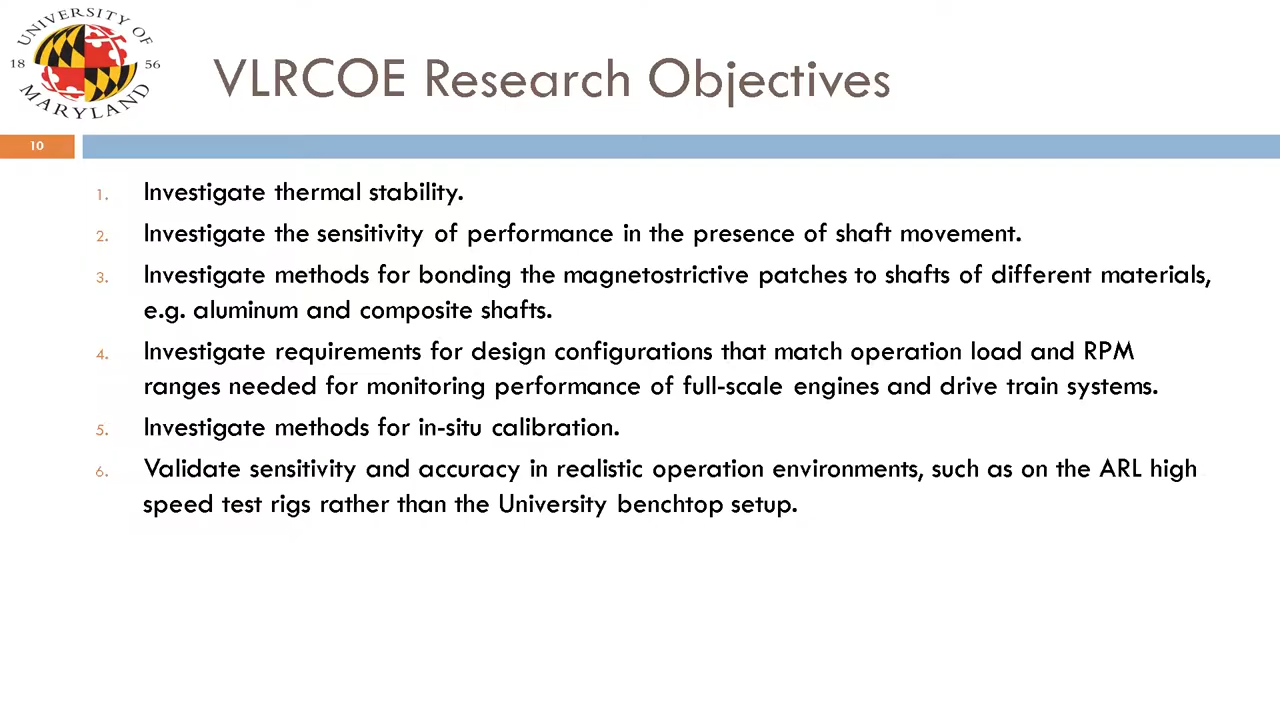 UNIVERSITY OF
18 56
MARYLAND
VLRCOE Research Objectives
10
1. Investigate thermal stability.
2. Investigate the sensitivity of performance in the presence of shaft movement.
3. Investigate methods for bonding the magnetostrictive patches to shafts of different materials,
e.g. aluminum and composite shafts.
4. Investigate requirements for design configurations that match operation load and RPM
ranges needed for monitoring performance of full-scale engines and drive train systems.
5. Investigate methods for in-situ calibration.
6. Validate sensitivity and accuracy in realistic operation environments, such as on the ARL high
speed test rigs rather than the University benchtop setup.